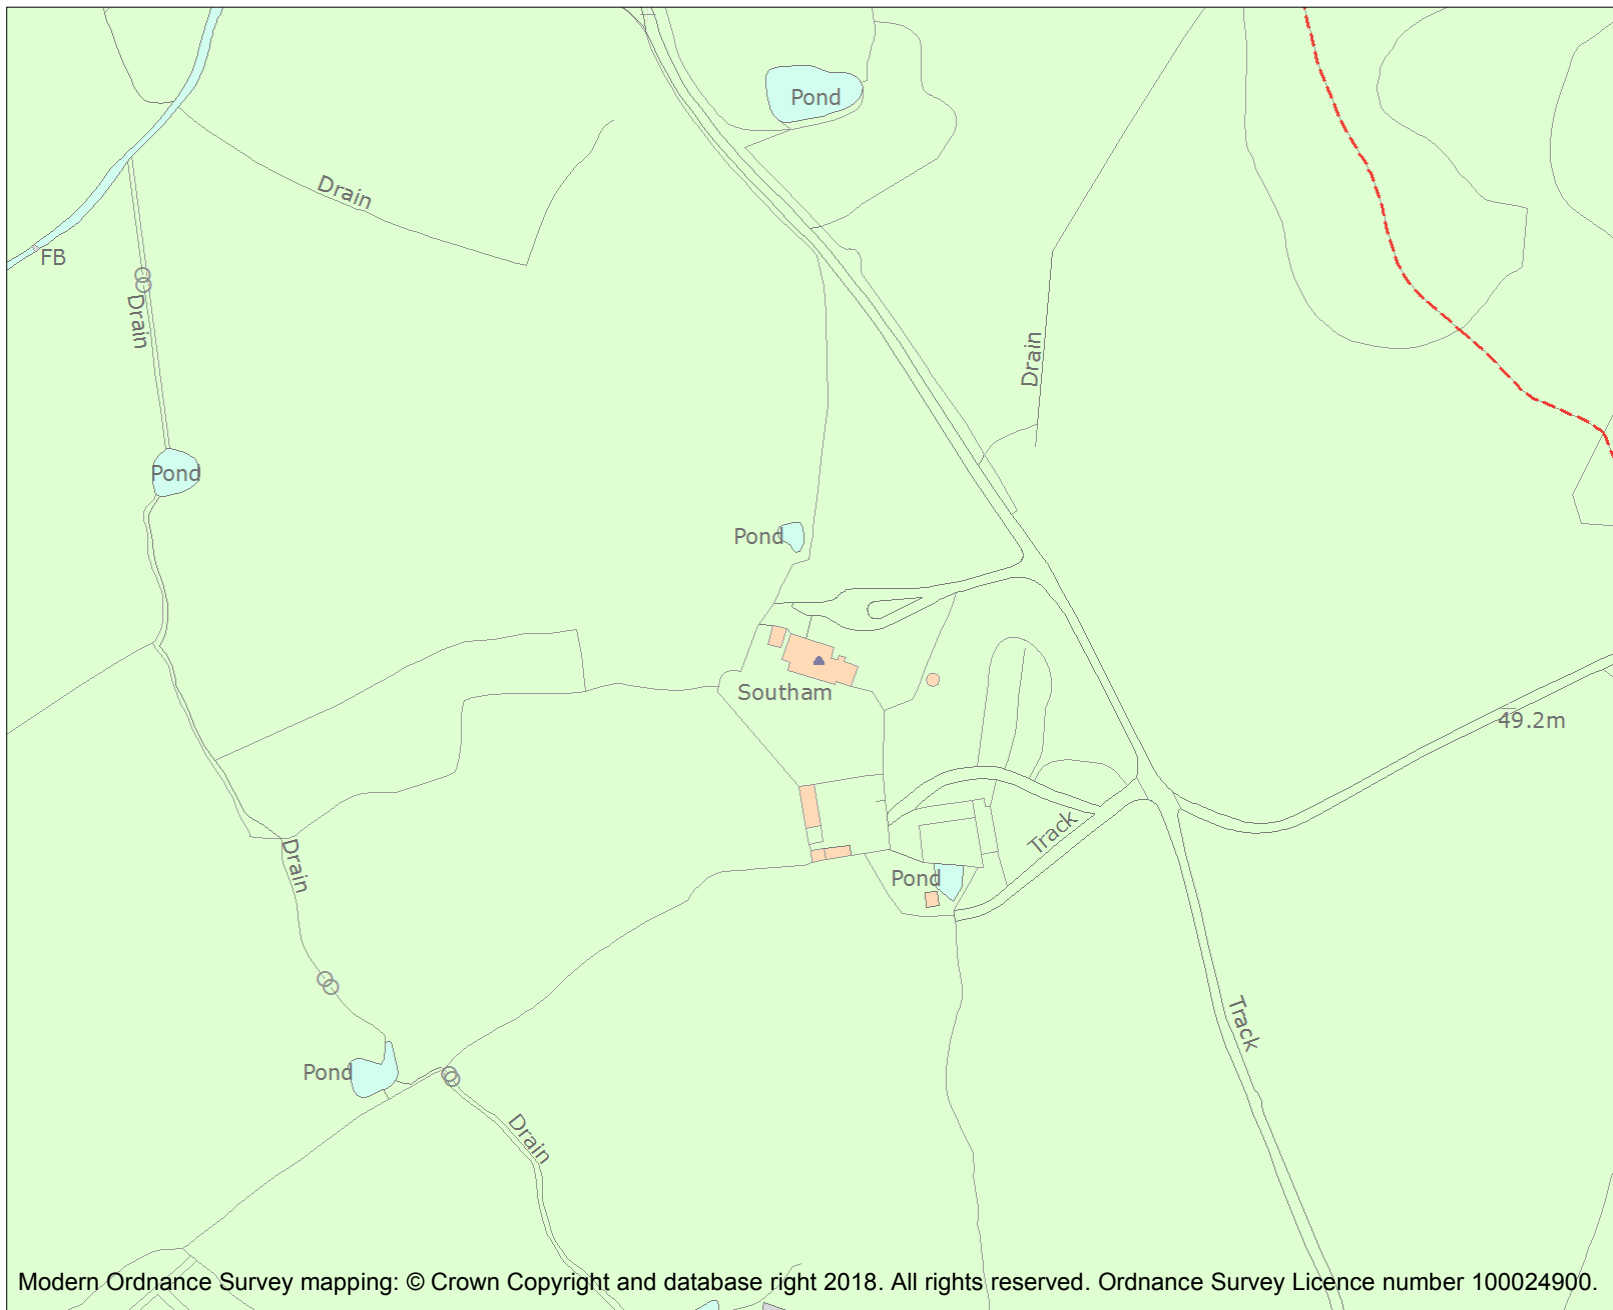 Pond
Drain
FB
Drain
Drain
Pond
Pond
Southam
49.2m
Track
Drain
Pond
Track
Pond
Drain
Modern Ordnance Survey mapping: © Crown Copyright and database right 2018. All rights reserved. Ordnance Survey Licence number 100024900.